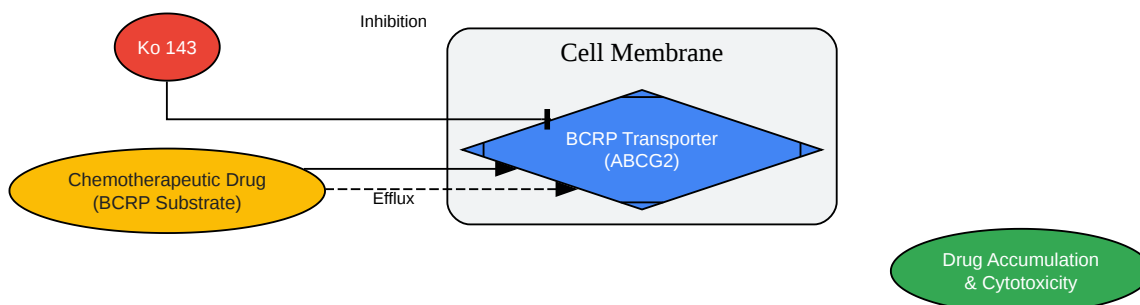 Inhibition
Ko 143
Cell Membrane
BCRP Transporter
(ABCG2)
Chemotherapeutic Drug
(BCRP Substrate)
Efflux
Drug Accumulation
& Cytotoxicity